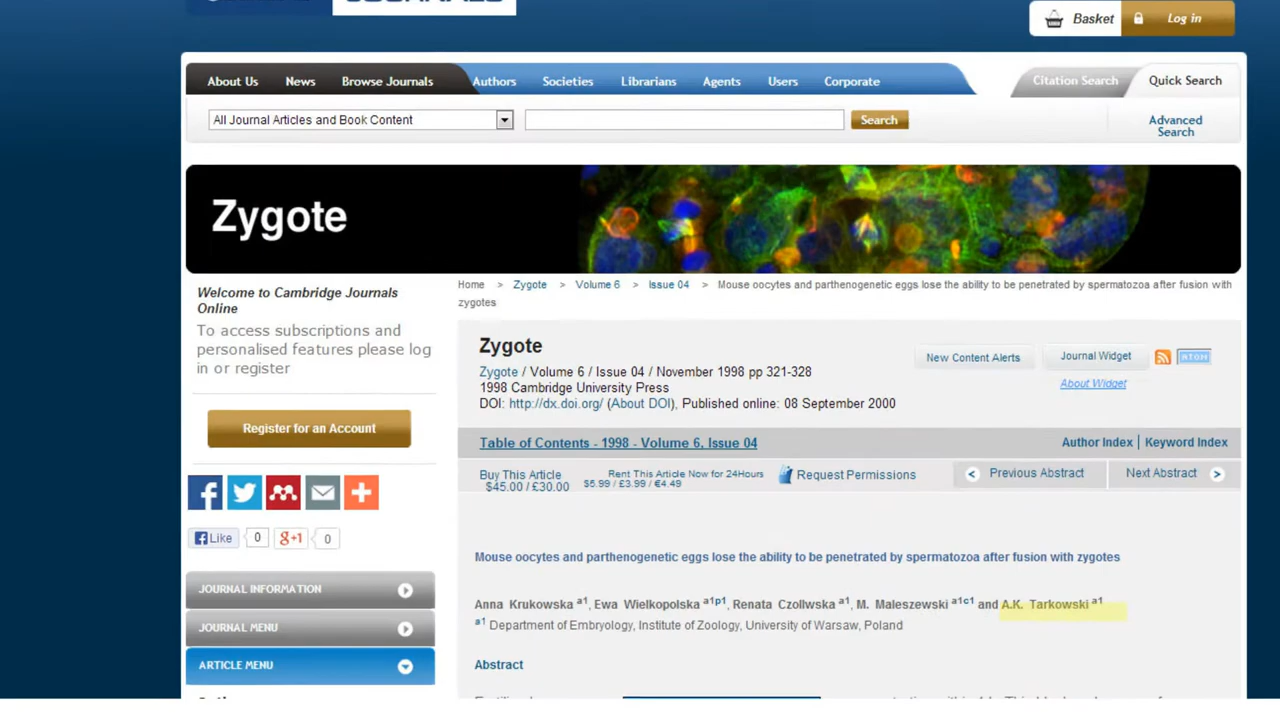 Basket
Log in
About Us
News
Browse Journals
Authors
Societies
Librarians
Agents
Users
Corporate
Citation Search
Quick Search
All Journal Articles and Book Content
Search
Advanced
Search
Zygote
Home > Zygote > Volume 6 > Issue 04 > Mouse oocytes and parthenogenetic eggs lose the ability to be penetrated by spermatozoa after fusion with
zygotes
Welcome to Cambridge Journals
Online
To access subscriptions and
personalised features please log
in or register
Register for an Account
Like 0
g+1 0
JOURNAL INFORMATION
JOURNAL MENU
ARTICLE MENU
Zygote
Zygote / Volume 6 / Issue 04 / November 1998 pp 321-328
1998 Cambridge University Press
DOI: http://dx.doi.org/ (About DOI), Published online: 08 September 2000
New Content Alerts
Journal Widget
ATOM
About Widget
Table of Contents - 1998 - Volume 6, Issue 04
Author Index | Keyword Index
Buy This Article
$45.00 / £30.00
Rent This Article Now for 24Hours
$5.99 / £3.99 / €4.49
Request Permissions
< Previous Abstract
Next Abstract >
Mouse oocytes and parthenogenetic eggs lose the ability to be penetrated by spermatozoa after fusion with zygotes
Anna Krukowska a1, Ewa Wielkopolska a1p1, Renata Czollwska a1, M. Maleszewski a1c1 and A.K. Tarkowski a1
a1 Department of Embryology, Institute of Zoology, University of Warsaw, Poland
Abstract